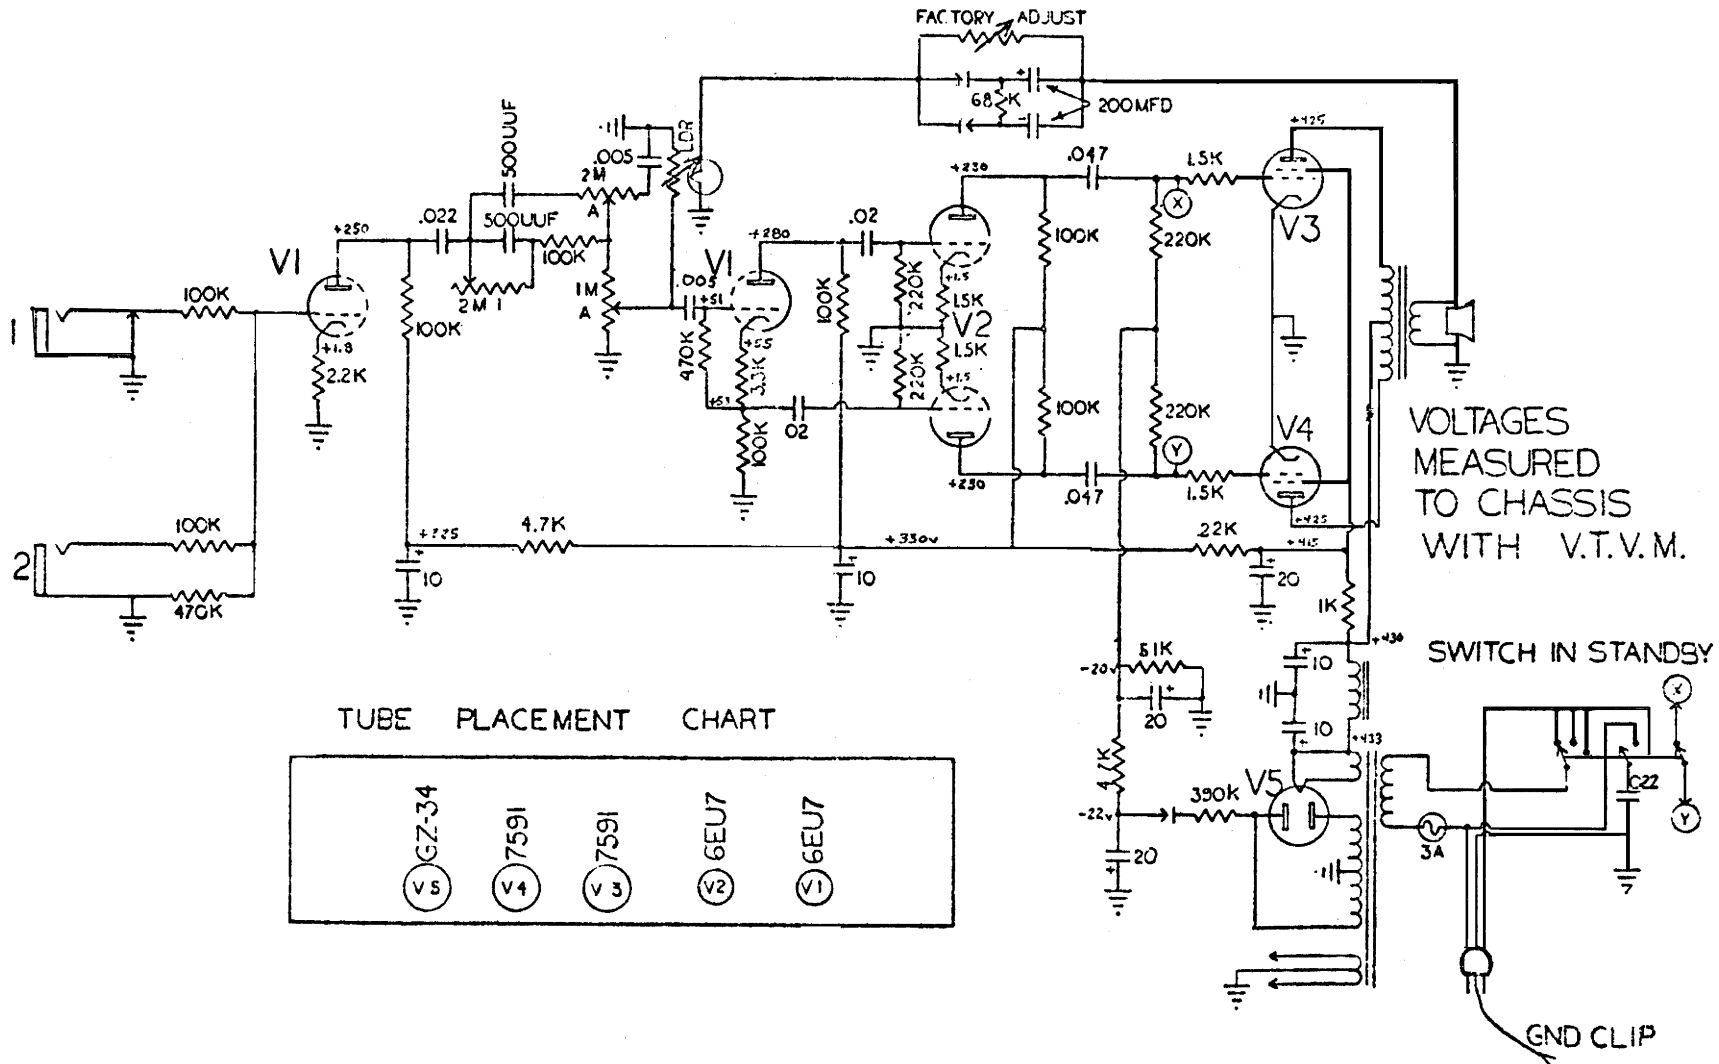 FACTORY ADJUST
68K
200MFD
500UUF
.005
LDR
2M
A
+425
.047
1.5K
+230
X
V3
.022
500UUF
+250
100K
.02
+280
V1
V1
100K
220K
100K
220K
2M 1
1M
A
.005
+51
+1.5
1.5K
V2
1
100K
100K
100K
470K
+55
3.3K
220K
1.5K
+1.5
+1.8
2.2K
+53
100K
02
100K
220K
V4
Y
+230
.047
1.5K
+425
VOLTAGES
MEASURED
TO CHASSIS
WITH V.T.V.M.
100K
2
470K
+225
4.7K
+330v
22K
+415
10
10
20
1K
+430
-20v
51K
20
10
10
+433
SWITCH IN STANDBY
X
C22
Y
4.7K
390K
V5
-22v
20
3A
GND CLIP
TUBE PLACEMENT CHART
V5 GZ-34
V4 7591
V3 7591
V2 6EU7
V1 6EU7